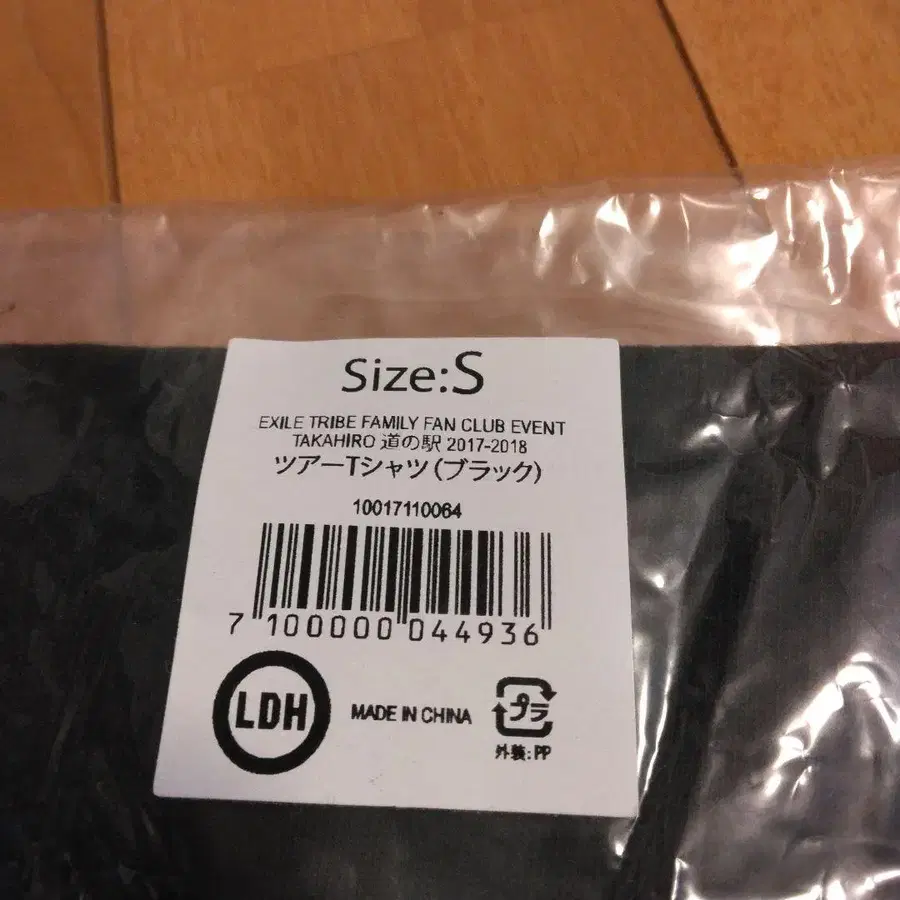 Size:S
EXILE TRIBE FAMILY FAN CLUB EVENT
TAKAHIRO 道の駅 2017-2018
ツアーTシャツ(ブラック)
10017110064
7 100000 044936
LDH
MADE IN CHINA
プラ
外装:PP